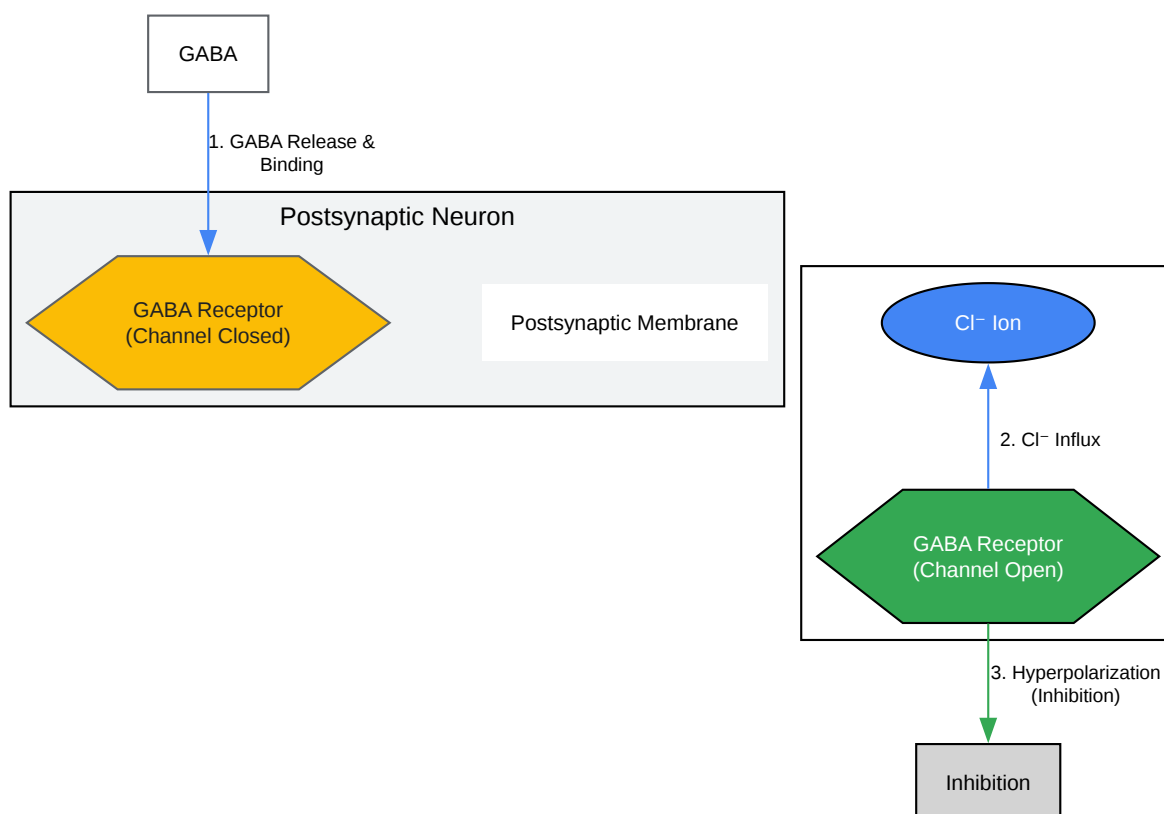 GABA
1. GABA Release &
Binding
Postsynaptic Neuron
GABA Receptor
(Channel Closed)
Postsynaptic Membrane
Cl⁻ Ion
2. Cl⁻ Influx
GABA Receptor
(Channel Open)
3. Hyperpolarization
(Inhibition)
Inhibition